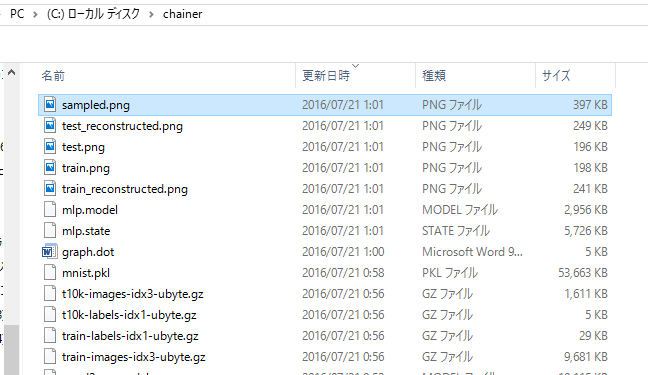 PC > (C:) ローカル ディスク > chainer
名前 更新日時 種類 サイズ
sampled.png 2016/07/21 1:01 PNG ファイル 397 KB
test_reconstructed.png 2016/07/21 1:01 PNG ファイル 249 KB
test.png 2016/07/21 1:01 PNG ファイル 196 KB
train.png 2016/07/21 1:01 PNG ファイル 198 KB
train_reconstructed.png 2016/07/21 1:01 PNG ファイル 241 KB
mlp.model 2016/07/21 1:01 MODEL ファイル 2,956 KB
mlp.state 2016/07/21 1:01 STATE ファイル 5,726 KB
graph.dot 2016/07/21 1:00 Microsoft Word 9... 5 KB
mnist.pkl 2016/07/21 0:58 PKL ファイル 53,663 KB
t10k-images-idx3-ubyte.gz 2016/07/21 0:56 GZ ファイル 1,611 KB
t10k-labels-idx1-ubyte.gz 2016/07/21 0:56 GZ ファイル 5 KB
train-labels-idx1-ubyte.gz 2016/07/21 0:56 GZ ファイル 29 KB
train-images-idx3-ubyte.gz 2016/07/21 0:56 GZ ファイル 9,681 KB